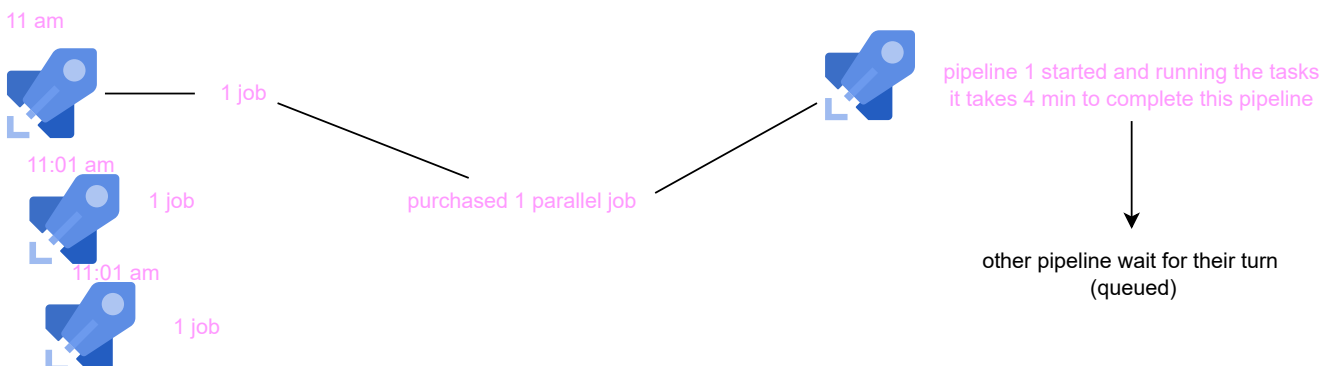 11 am
1 job
11:01 am
1 job
11:01 am
1 job
purchased 1 parallel job
pipeline 1 started and running the tasks
it takes 4 min to complete this pipeline
other pipeline wait for their turn
(queued)